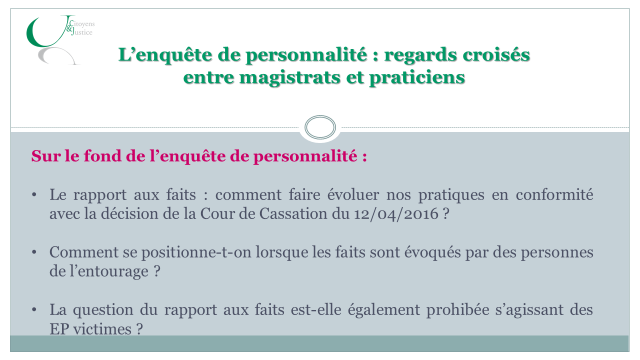 Citoyens
& Justice
L’enquête de personnalité : regards croisés
entre magistrats et praticiens
Sur le fond de l’enquête de personnalité :
• Le rapport aux faits : comment faire évoluer nos pratiques en conformité
avec la décision de la Cour de Cassation du 12/04/2016 ?
• Comment se positionne-t-on lorsque les faits sont évoqués par des personnes
de l’entourage ?
• La question du rapport aux faits est-elle également prohibée s’agissant des
EP victimes ?